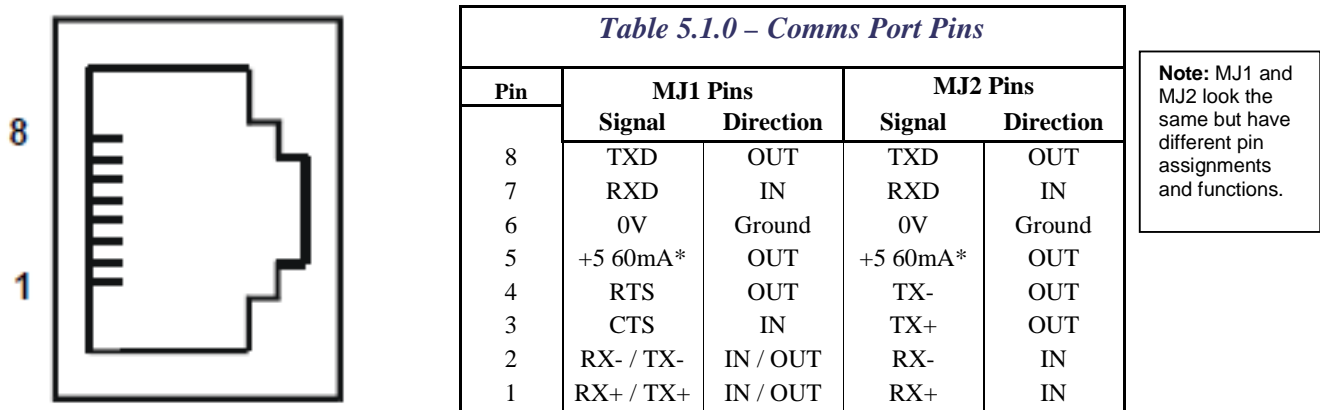 8
1
Table 5.1.0 – Comms Port Pins
Pin MJ1 Pins MJ2 Pins
Signal Direction Signal Direction
8 TXD OUT TXD OUT
7 RXD IN RXD IN
6 0V Ground 0V Ground
5 +5 60mA* OUT +5 60mA* OUT
4 RTS OUT TX- OUT
3 CTS IN TX+ OUT
2 RX- / TX- IN / OUT RX- IN
1 RX+ / TX+ IN / OUT RX+ IN
Note: MJ1 and
MJ2 look the
same but have
different pin
assignments
and functions.